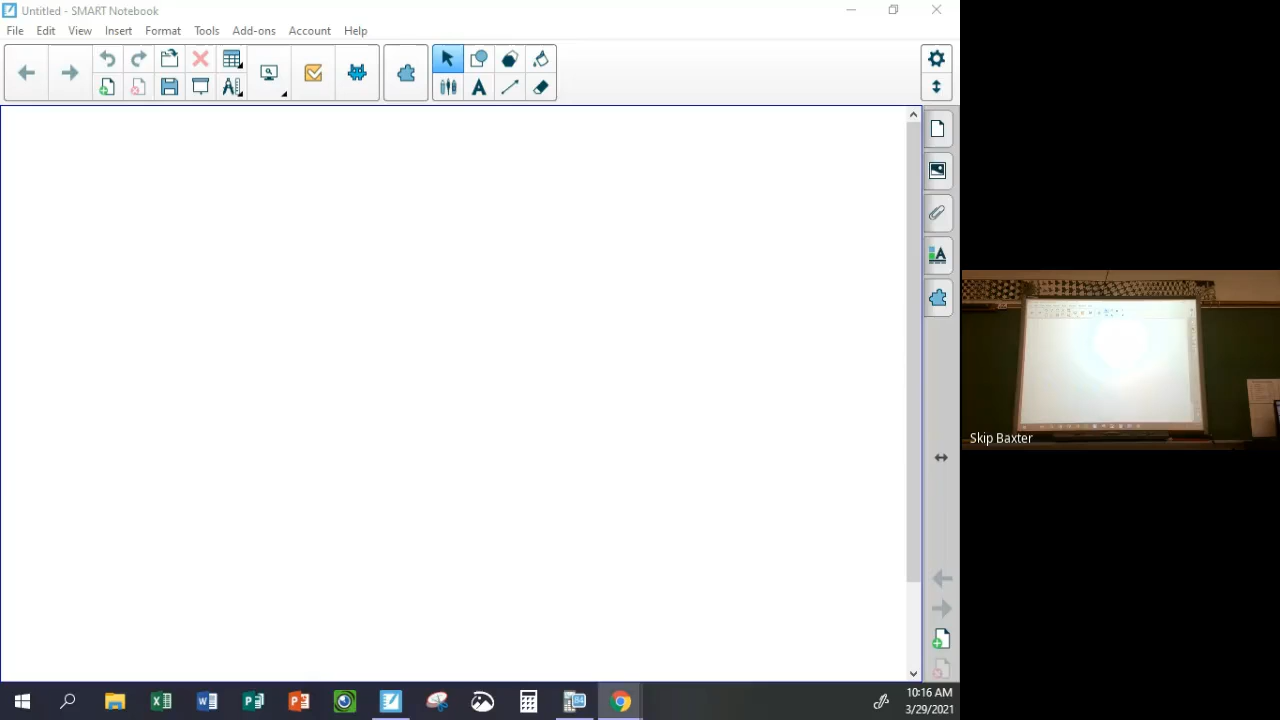 Untitled - SMART Notebook
File Edit View Insert Format Tools Add-ons Account Help
Skip Baxter
10:16 AM
3/29/2021